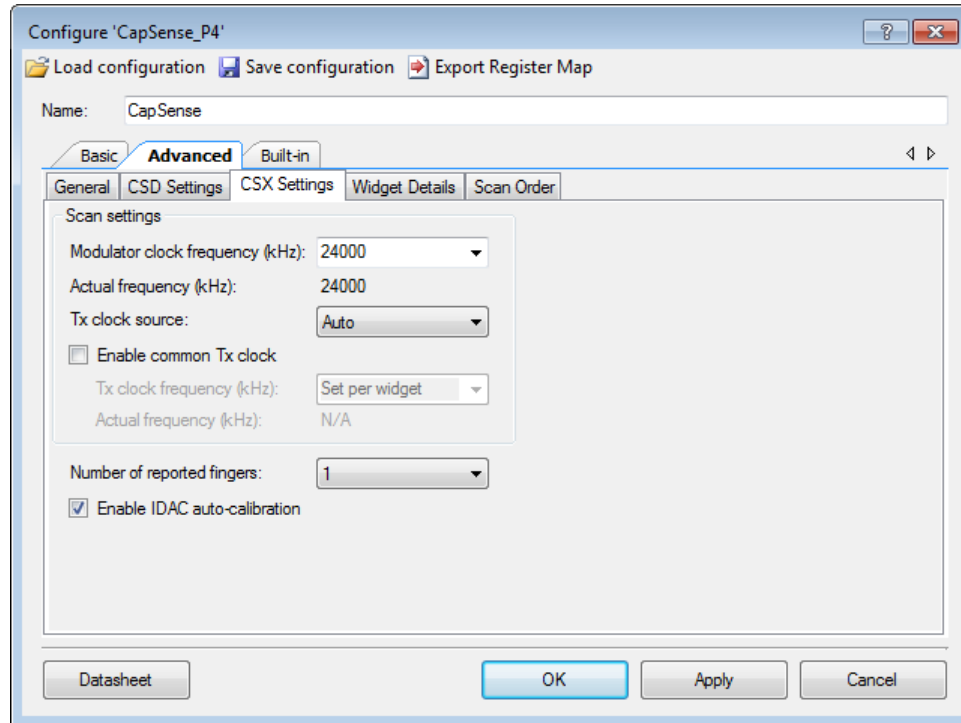 Configure 'CapSense_P4'
Load configuration Save configuration Export Register Map
Name: CapSense
Basic Advanced Built-in
General CSD Settings CSX Settings Widget Details Scan Order
Scan settings
Modulator clock frequency (kHz): 24000
Actual frequency (kHz): 24000
Tx clock source: Auto
Enable common Tx clock
Tx clock frequency (kHz): Set per widget
Actual frequency (kHz): N/A
Number of reported fingers: 1
Enable IDAC auto-calibration
Datasheet OK Apply Cancel